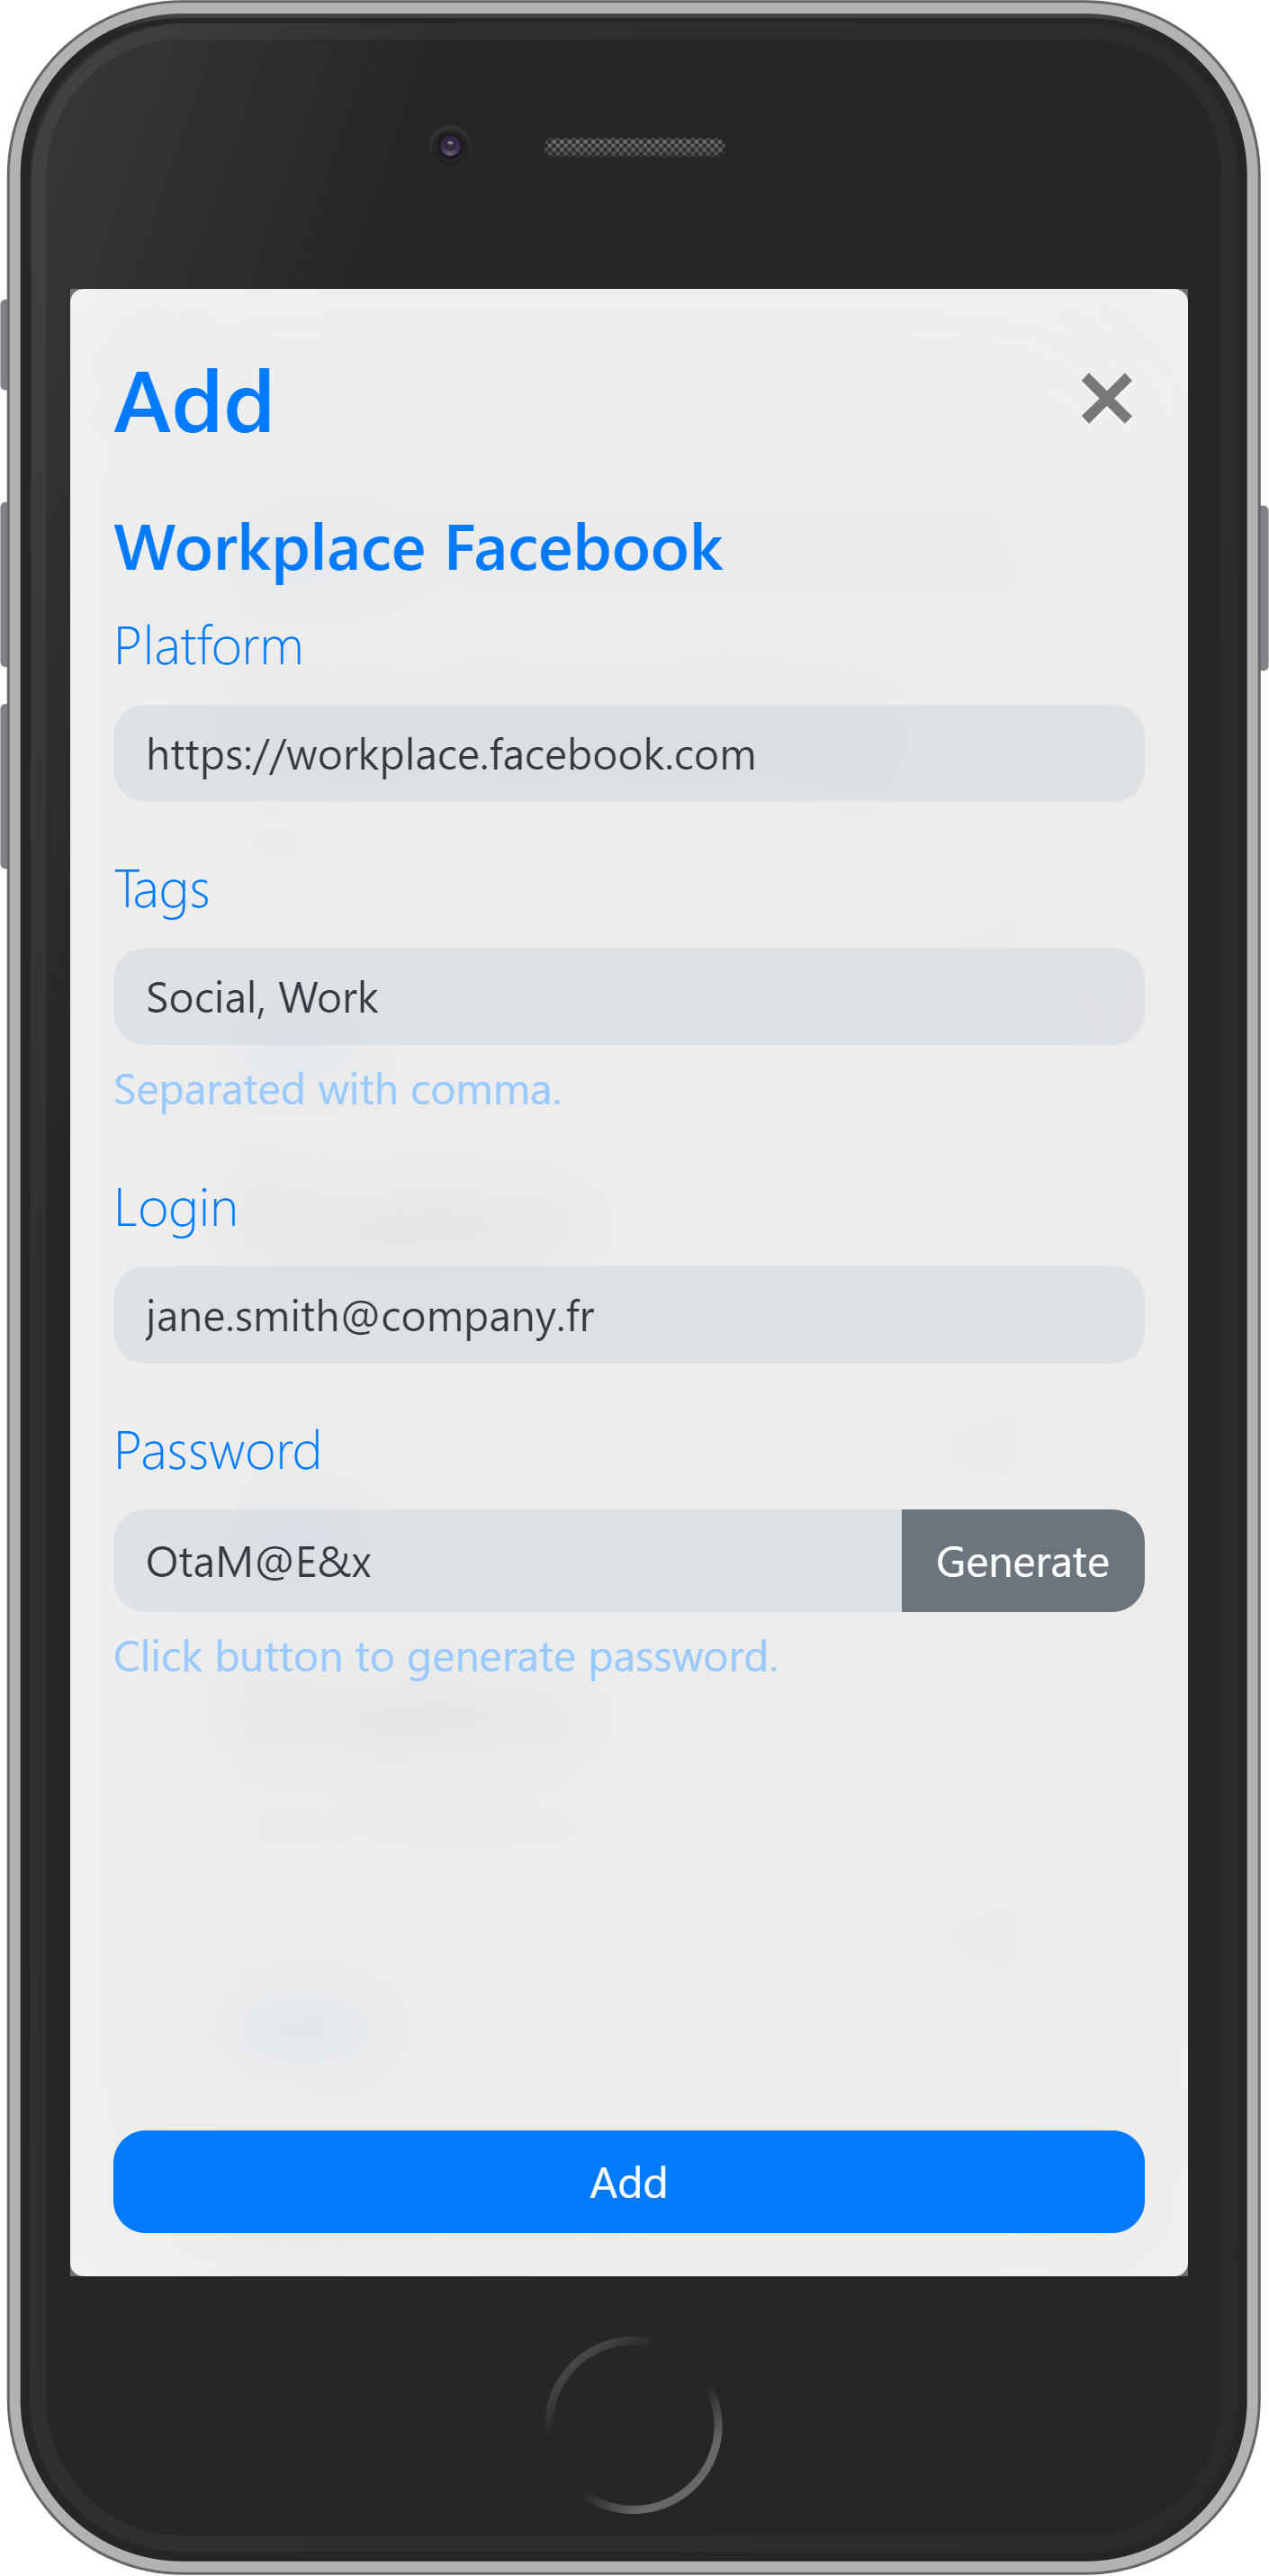 Add
Workplace Facebook
Platform
https://workplace.facebook.com
Tags
Social, Work
Separated with comma.
Login
jane.smith@company.fr
Password
OtaM@E&x
Generate
Click button to generate password.
Add